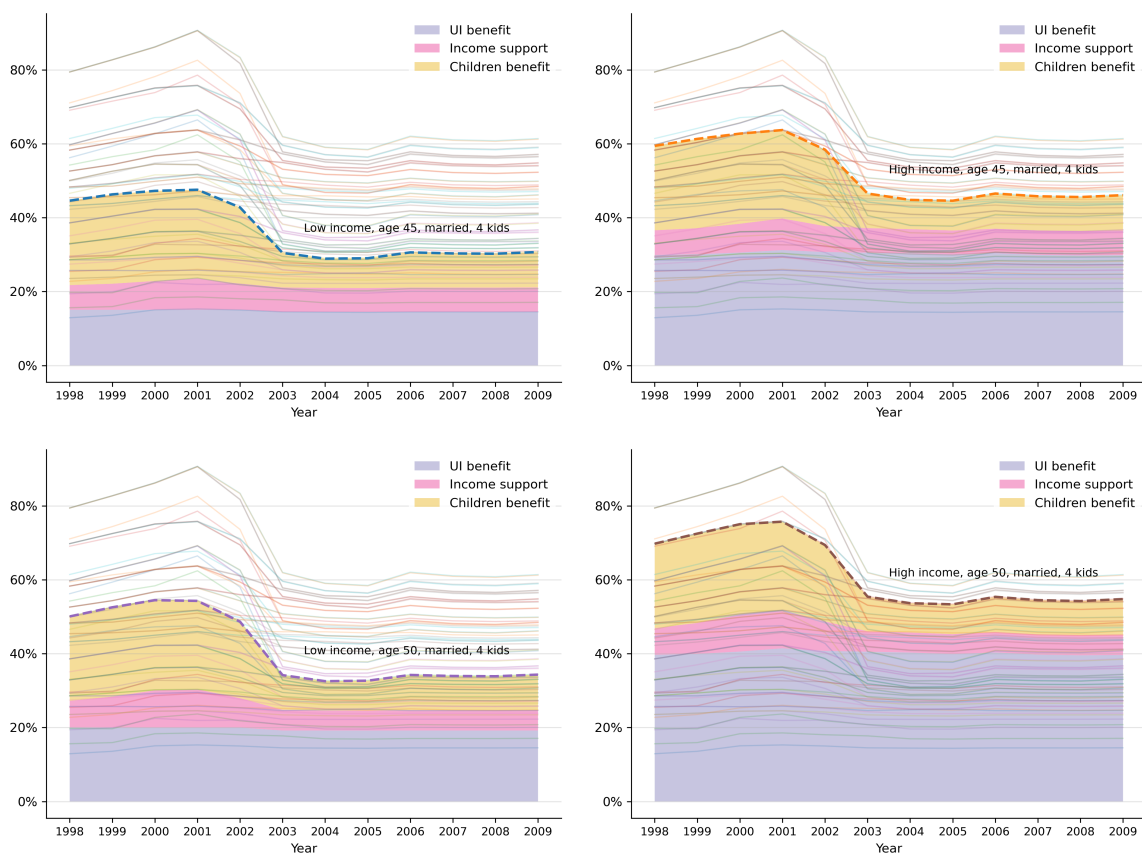 UI benefit
Income support
Children benefit
80%
60%
40%
20%
0%
Low income, age 45, married, 4 kids
1998 1999 2000 2001 2002 2003 2004 2005 2006 2007 2008 2009
Year
UI benefit
Income support
Children benefit
80%
60%
40%
20%
0%
High income, age 45, married, 4 kids
1998 1999 2000 2001 2002 2003 2004 2005 2006 2007 2008 2009
Year
UI benefit
Income support
Children benefit
80%
60%
40%
20%
0%
Low income, age 50, married, 4 kids
1998 1999 2000 2001 2002 2003 2004 2005 2006 2007 2008 2009
Year
UI benefit
Income support
Children benefit
80%
60%
40%
20%
0%
High income, age 50, married, 4 kids
1998 1999 2000 2001 2002 2003 2004 2005 2006 2007 2008 2009
Year